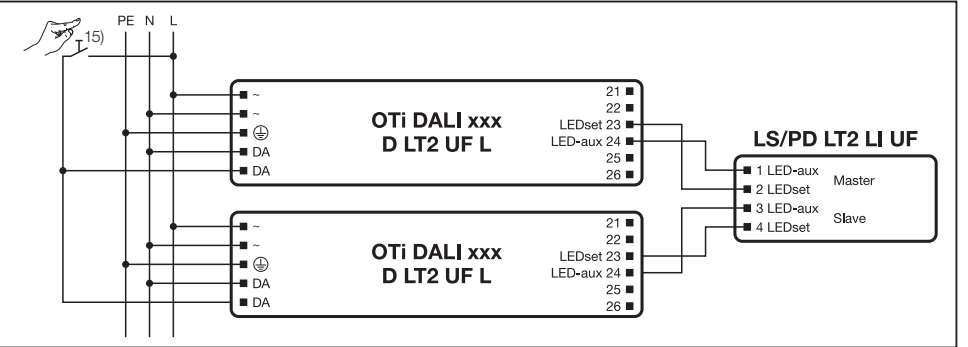 PE N L
15)
~
~
DA
DA
OTi DALI xxx
D LT2 UF L
21
22
LEDset 23
LED-aux 24
25
26
~
~
DA
DA
OTi DALI xxx
D LT2 UF L
21
22
LEDset 23
LED-aux 24
25
26
LS/PD LT2 LI UF
1 LED-aux
2 LEDset
Master
3 LED-aux
4 LEDset
Slave